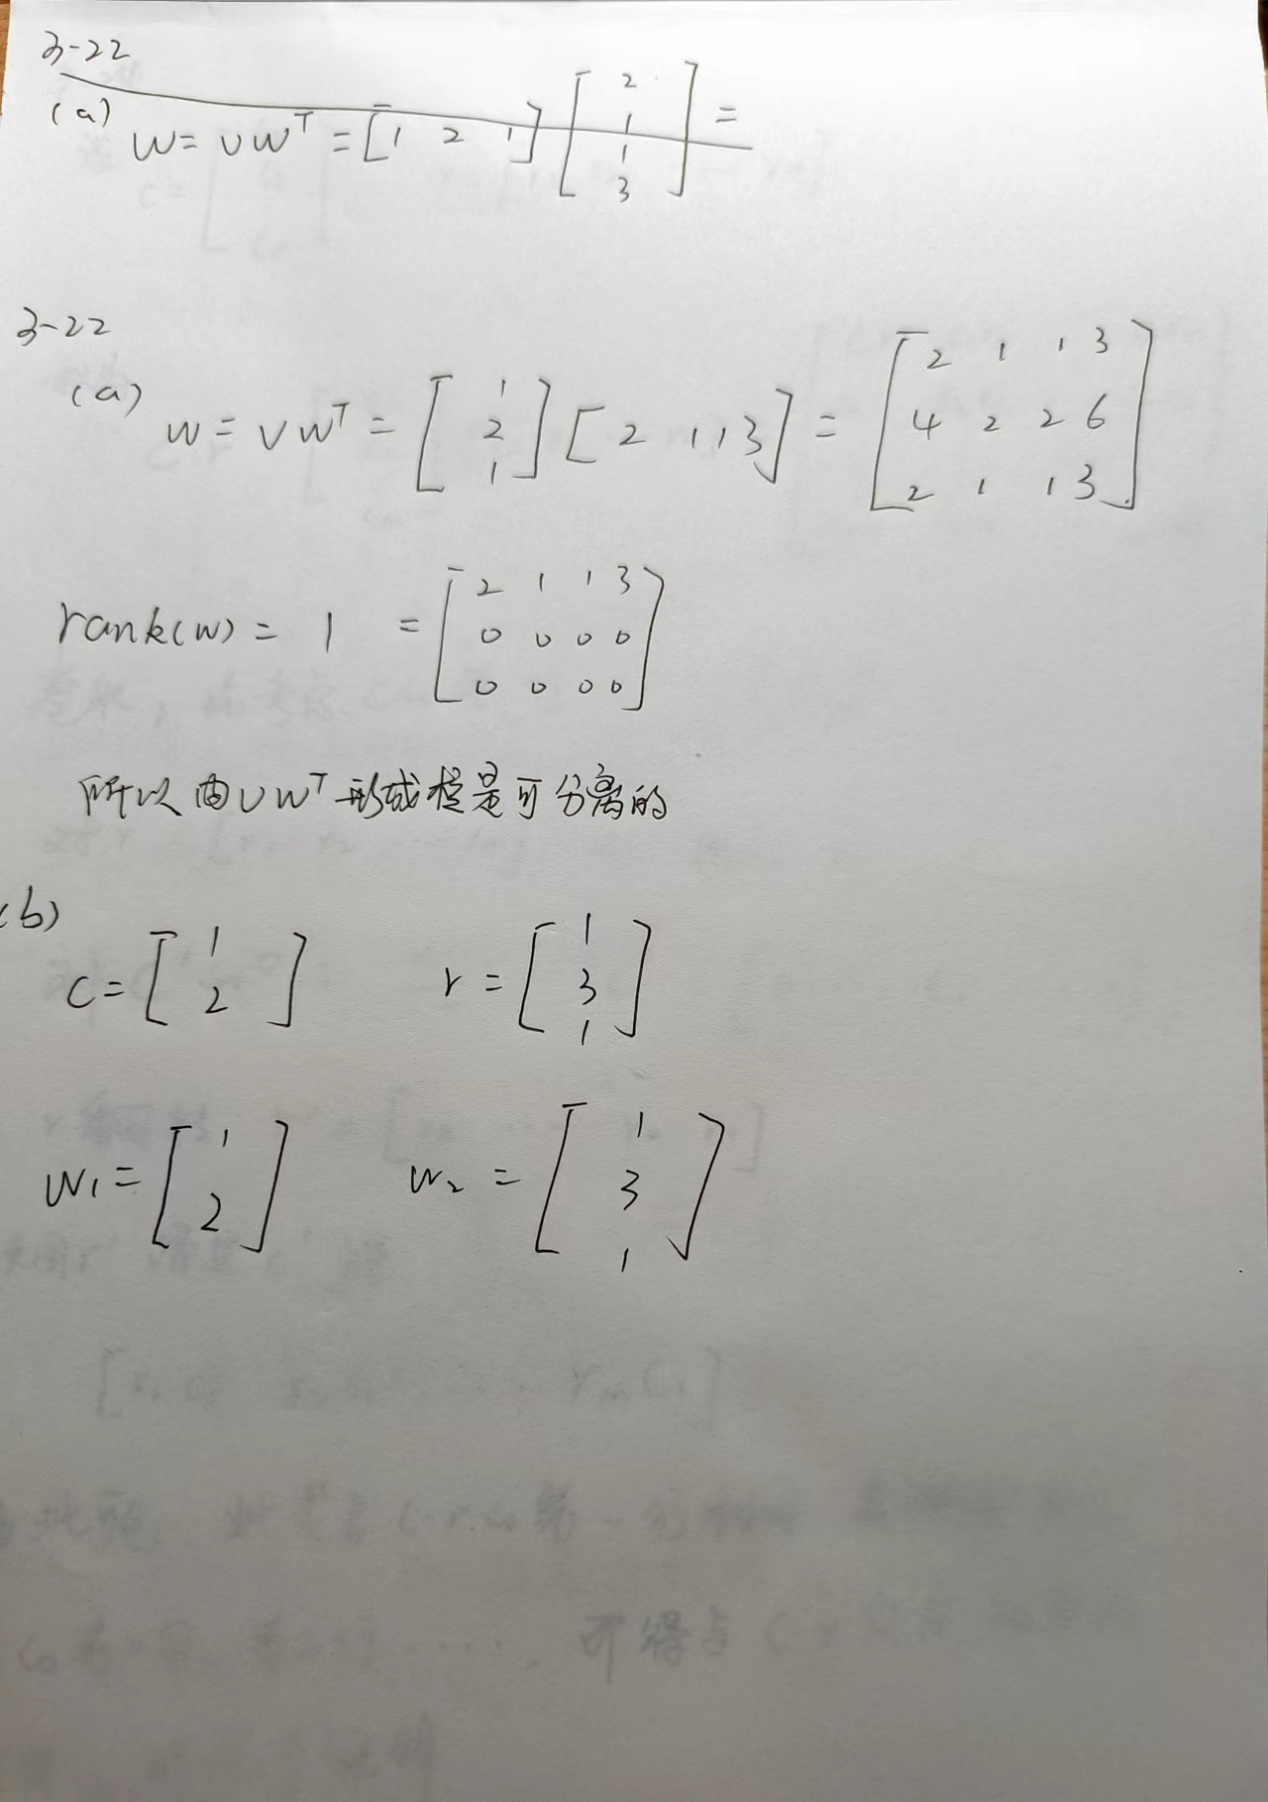 3-22
(a) w = vw^T = [1 2 1] [2 1 1 3] =
3-22
(a) w = vw^T = [1 2 1] [2 1 1 3] = [2 1 1 3
4 2 2 6
2 1 1 3]
rank(w) = 1 = [2 1 1 3
0 0 0 0
0 0 0 0]
所以由vw^T形成核是可分离的
(b)
c = [1 2] r = [1 3 1]
w₁ = [1 2] w₂ = [1 3 1]